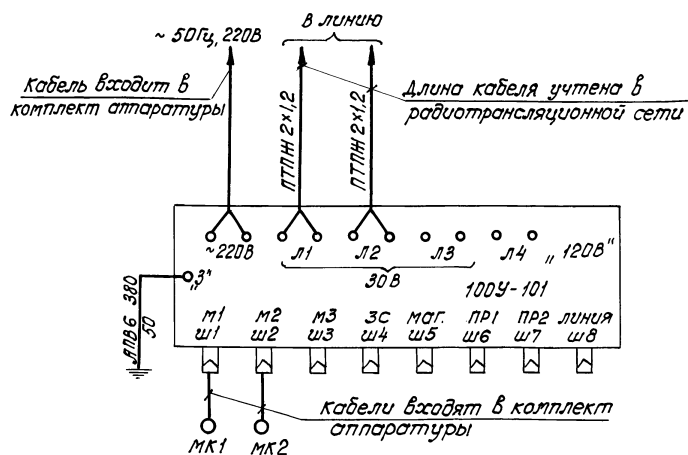 В ЛИНИЮ
~ 50Гц, 220В
Кабель входит в
комплект аппаратуры
Длина кабеля учтена в
радиотрансляционной сети
ПТПЖ 2×1,2
ПТПЖ 2×1,2
~220В Л1 Л2 Л3 Л4 „120В"
30В
„З"
100У-101
АПВ6 380
50
М1 М2 М3 ЗС МАГ. ПР1 ПР2 ЛИНИЯ
Ш1 Ш2 Ш3 Ш4 Ш5 Ш6 Ш7 Ш8
Кабели входят в комплект
аппаратуры
МК1 МК2